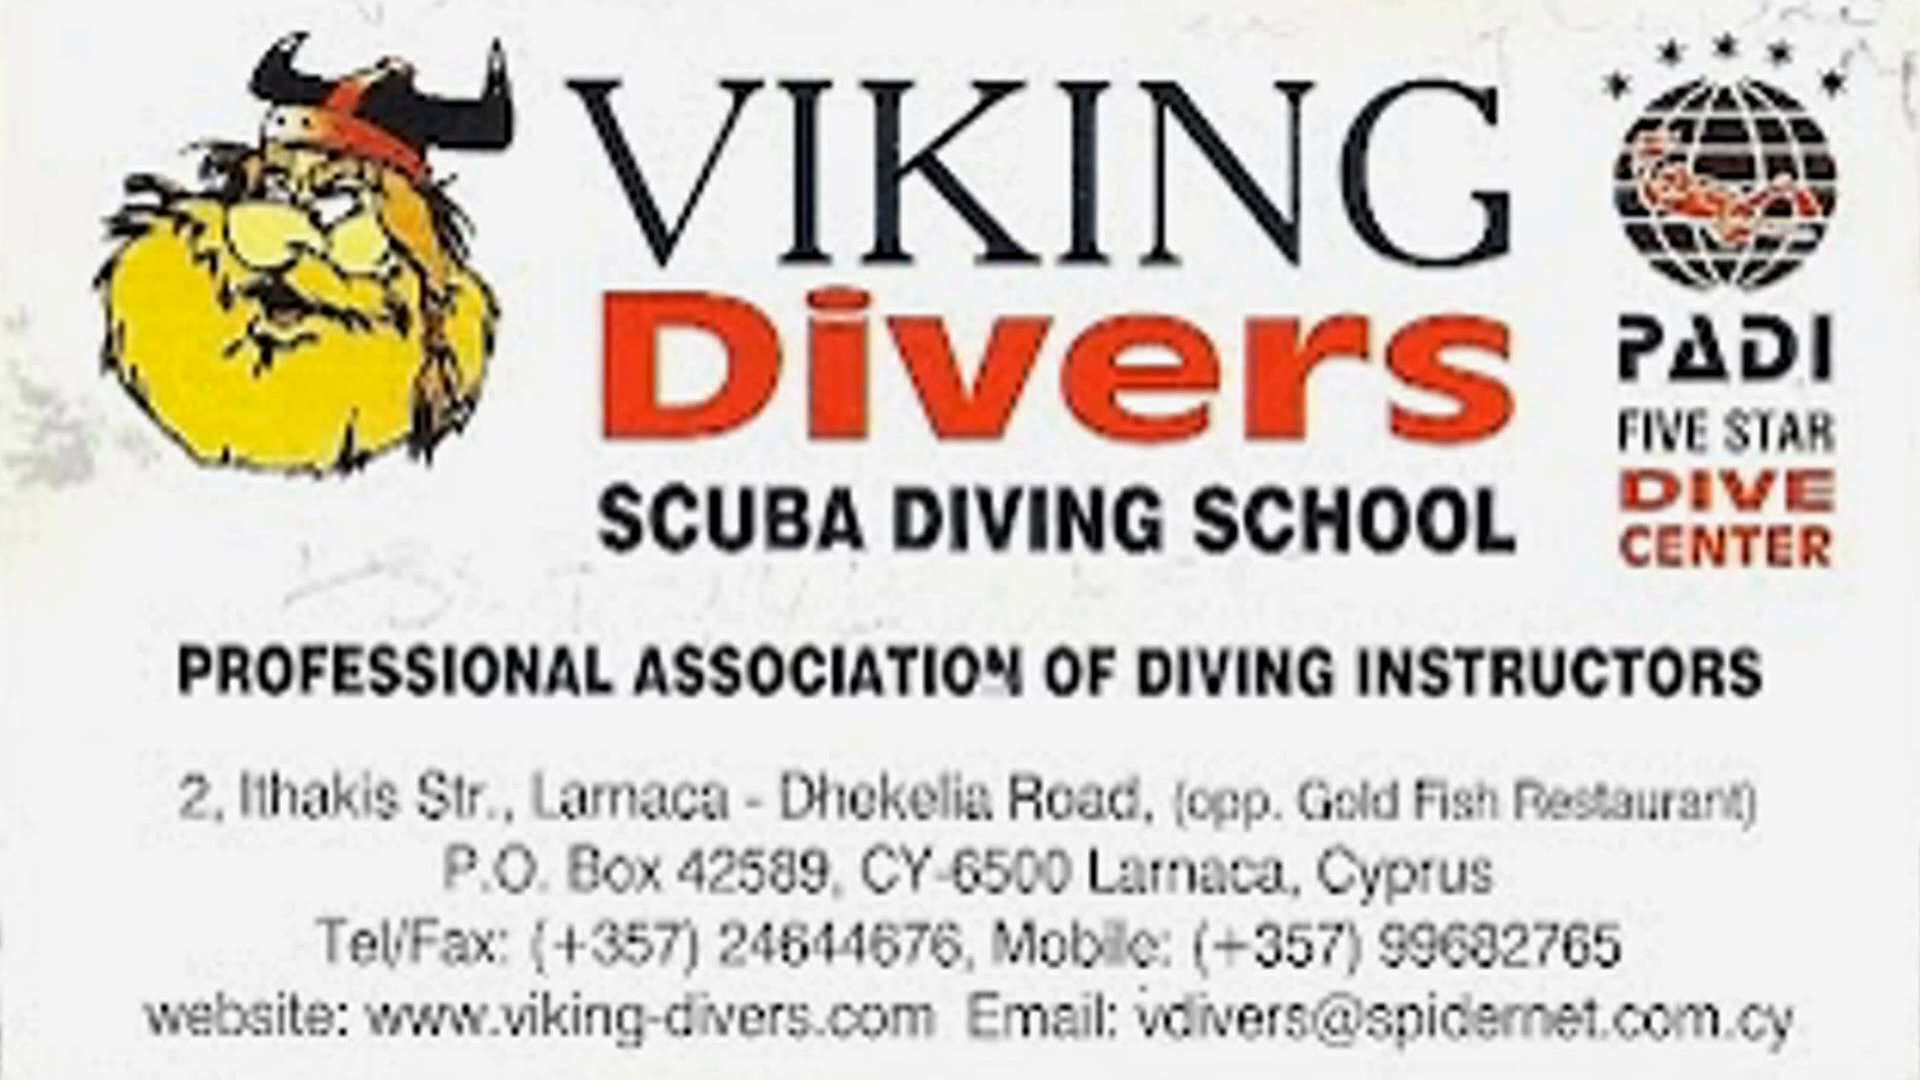 VIKING
Divers
SCUBA DIVING SCHOOL
PADI
FIVE STAR
DIVE
CENTER
PROFESSIONAL ASSOCIATION OF DIVING INSTRUCTORS
2, Ithakis Str., Larnaca - Dhekelia Road, (opp. Gold Fish Restaurant)
P.O. Box 42589, CY-6500 Larnaca, Cyprus
Tel/Fax: (+357) 24644676, Mobile: (+357) 99682765
website: www.viking-divers.com Email: vdivers@spidernet.com.cy